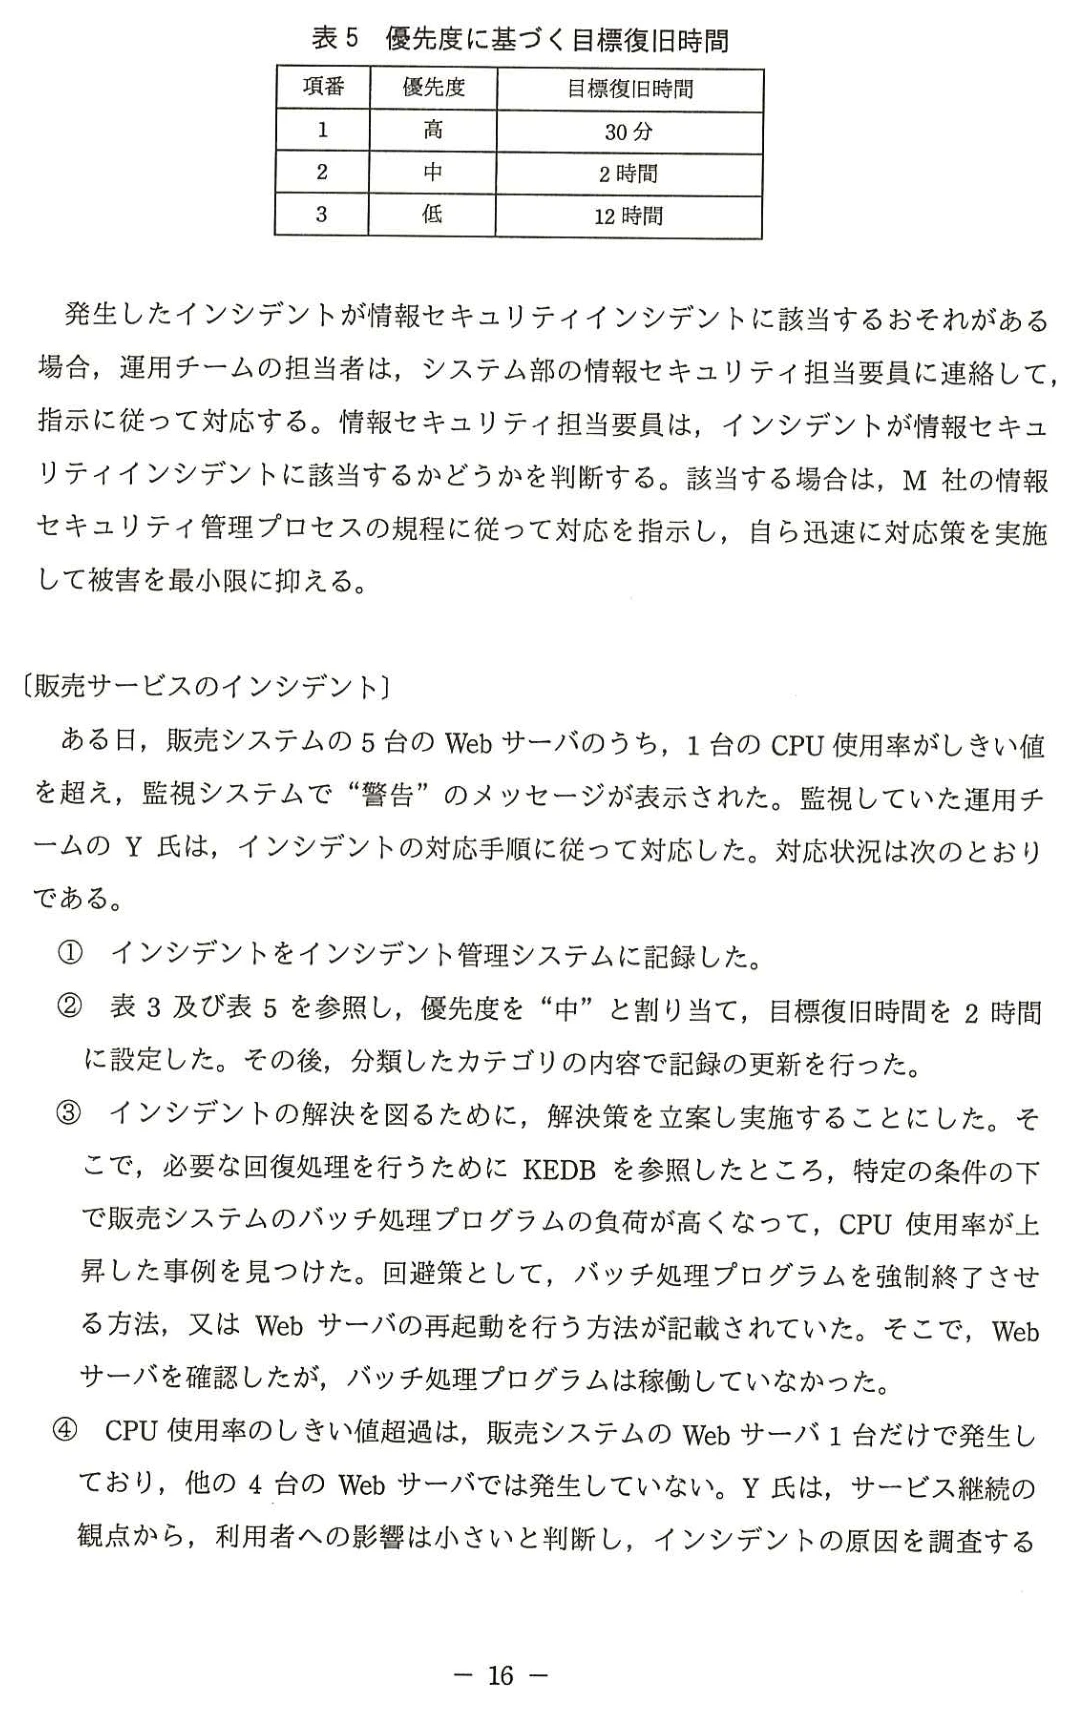 表 5　優先度に基づく目標復旧時間
項番　優先度　目標復旧時間
1　高　30 分
2　中　2 時間
3　低　12 時間
発生したインシデントが情報セキュリティインシデントに該当するおそれがある
場合，運用チームの担当者は，システム部の情報セキュリティ担当要員に連絡して，
指示に従って対応する。情報セキュリティ担当要員は，インシデントが情報セキュ
リティインシデントに該当するかどうかを判断する。該当する場合は，M 社の情報
セキュリティ管理プロセスの規程に従って対応を指示し，自ら迅速に対応策を実施
して被害を最小限に抑える。
〔販売サービスのインシデント〕
ある日，販売システムの 5 台の Web サーバのうち，1 台の CPU 使用率がしきい値
を超え，監視システムで“警告”のメッセージが表示された。監視していた運用チ
ームの Y 氏は，インシデントの対応手順に従って対応した。対応状況は次のとおり
である。
①　インシデントをインシデント管理システムに記録した。
②　表 3 及び表 5 を参照し，優先度を“中”と割り当て，目標復旧時間を 2 時間
に設定した。その後，分類したカテゴリの内容で記録の更新を行った。
③　インシデントの解決を図るために，解決策を立案し実施することにした。そ
こで，必要な回復処理を行うために KEDB を参照したところ，特定の条件の下
で販売システムのバッチ処理プログラムの負荷が高くなって，CPU 使用率が上
昇した事例を見つけた。回避策として，バッチ処理プログラムを強制終了させ
る方法，又は Web サーバの再起動を行う方法が記載されていた。そこで，Web
サーバを確認したが，バッチ処理プログラムは稼働していなかった。
④　CPU 使用率のしきい値超過は，販売システムの Web サーバ 1 台だけで発生し
ており，他の 4 台の Web サーバでは発生していない。Y 氏は，サービス継続の
観点から，利用者への影響は小さいと判断し，インシデントの原因を調査する
－ 16 －